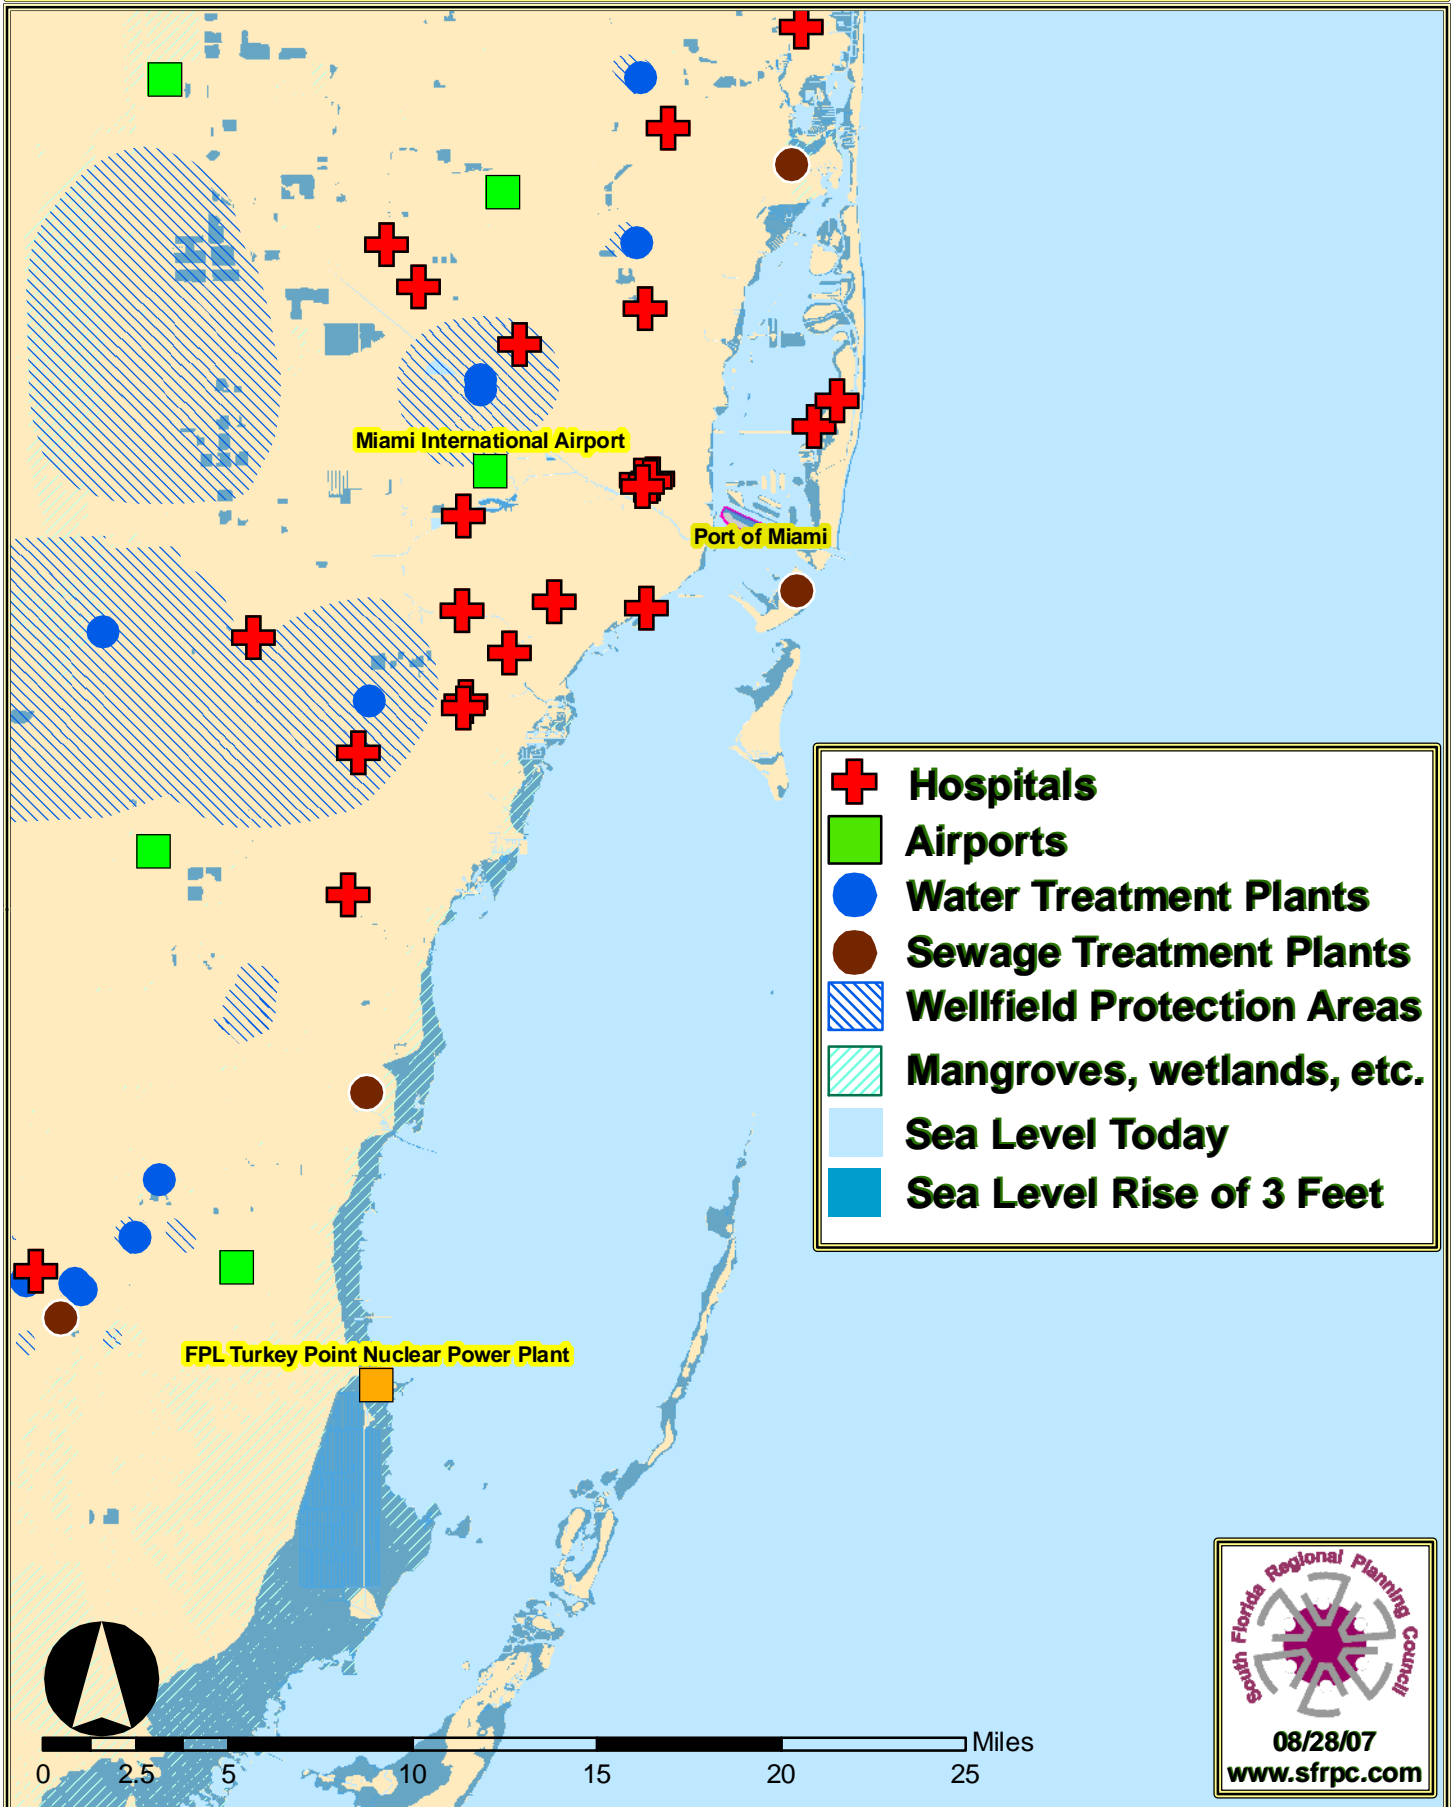 Miami International Airport
Port of Miami
Hospitals
Airports
Water Treatment Plants
Sewage Treatment Plants
Wellfield Protection Areas
Mangroves, wetlands, etc.
Sea Level Today
Sea Level Rise of 3 Feet
FPL Turkey Point Nuclear Power Plant
South Florida Regional Planning Council
08/28/07
www.sfrpc.com
Miles
0 2.5 5 10 15 20 25